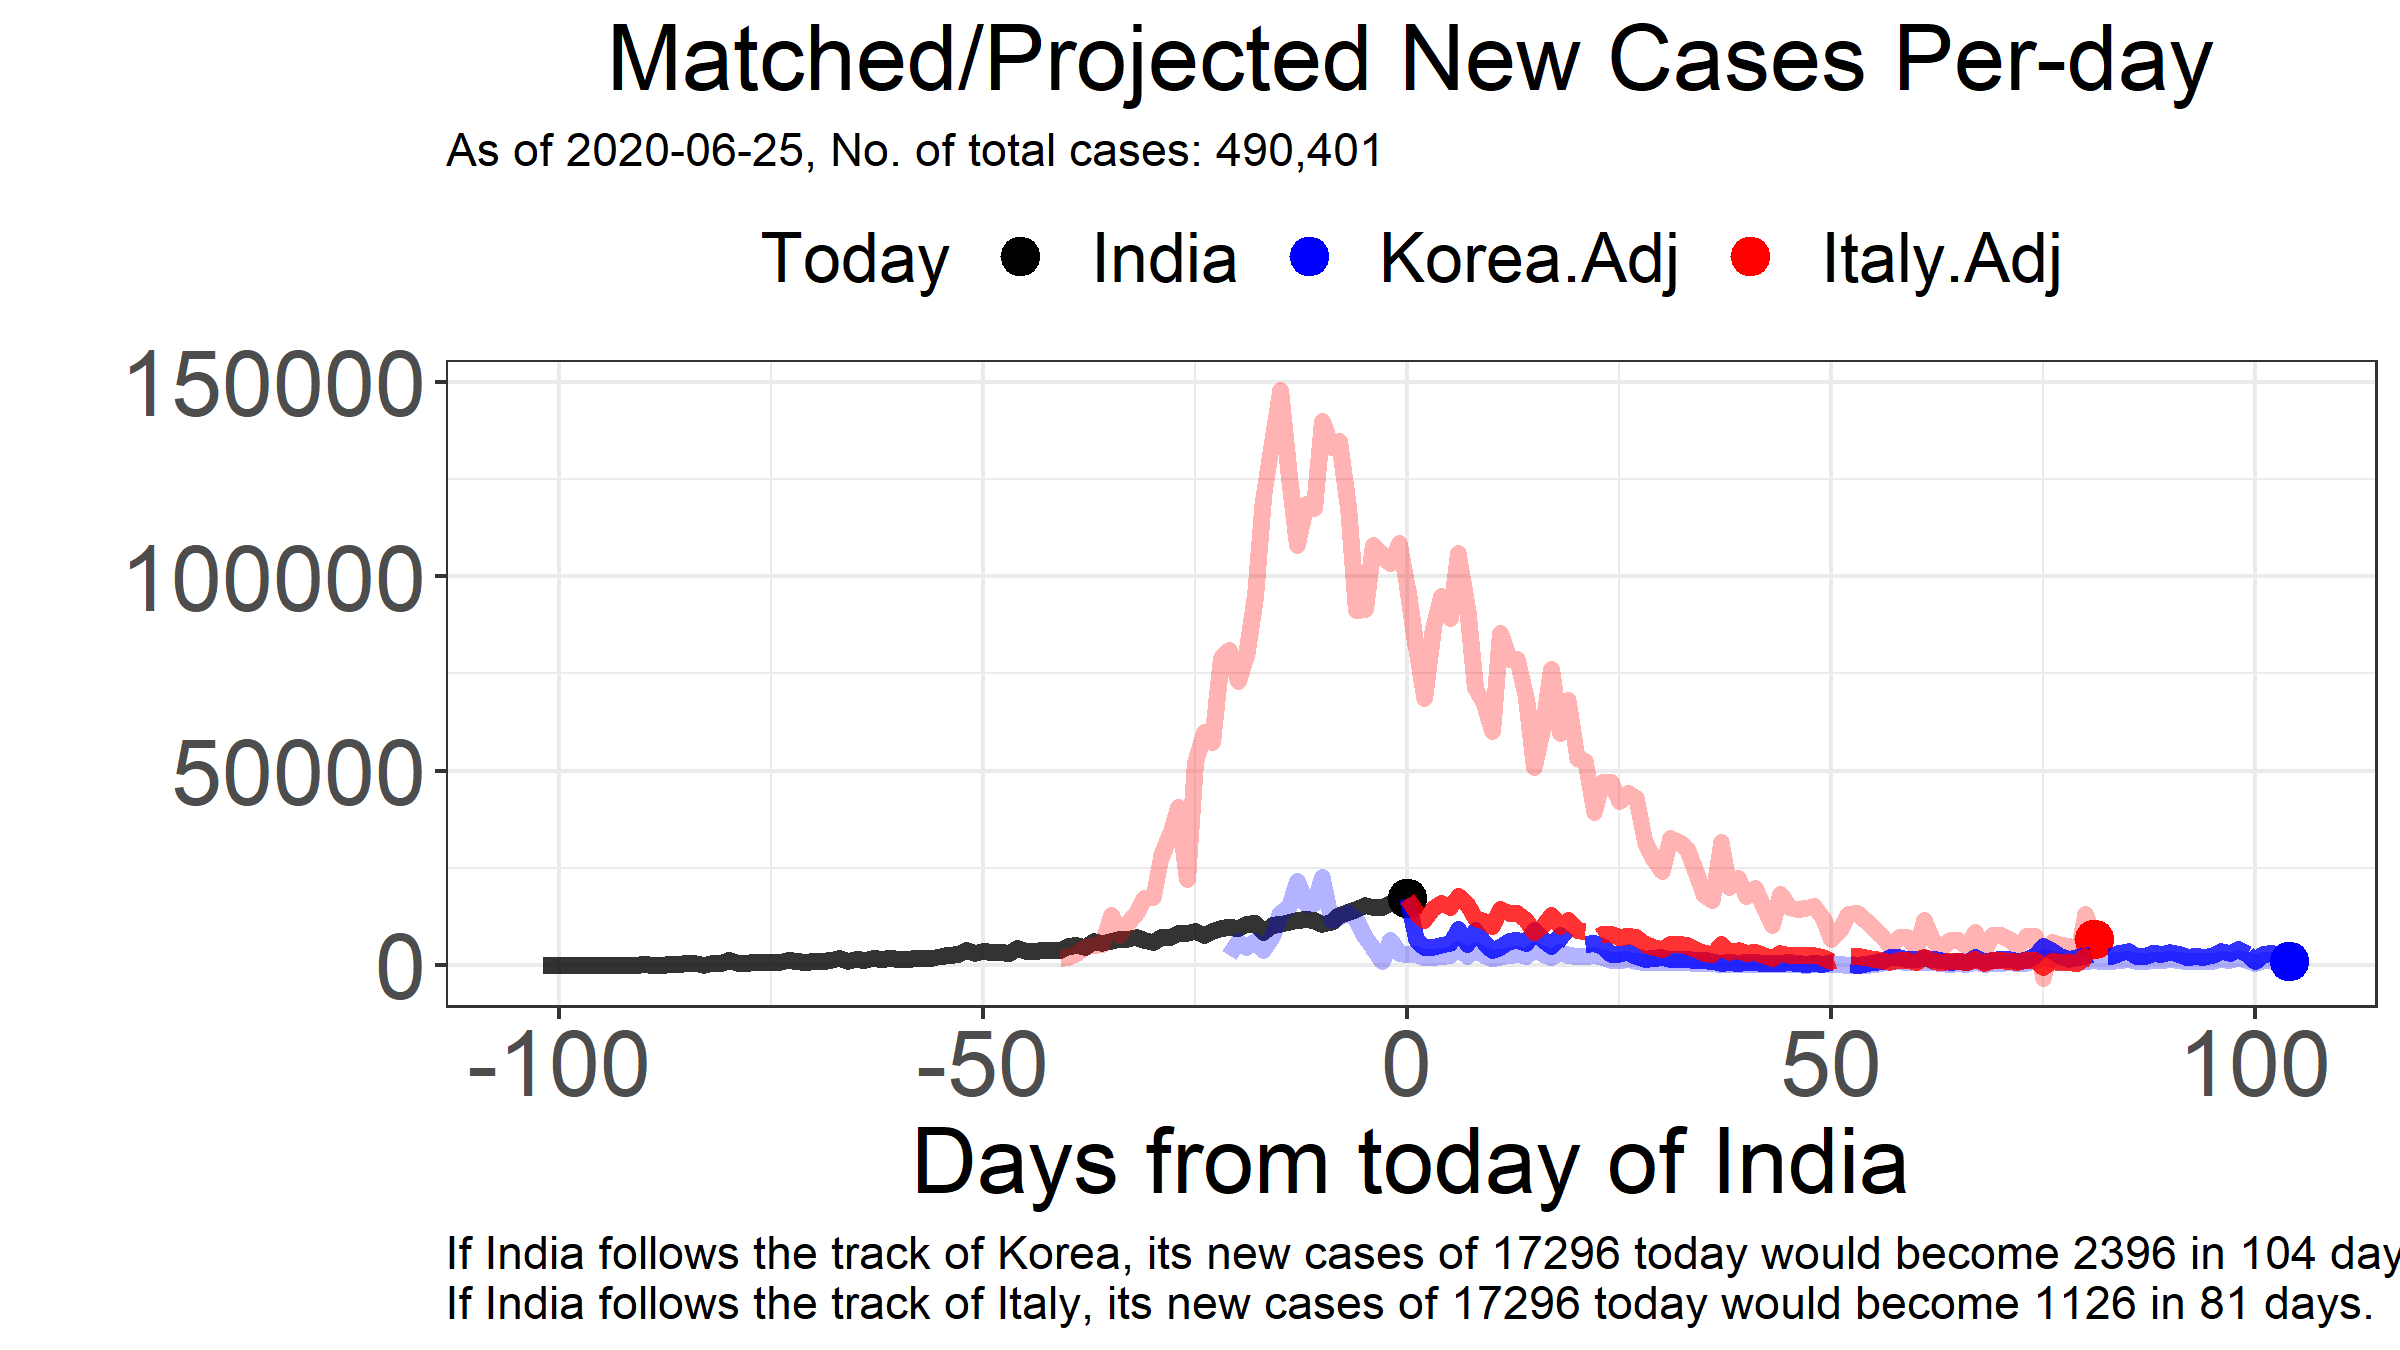 Matched/Projected New Cases Per-day
As of 2020-06-25, No. of total cases: 490,401
Today India Korea.Adj Italy.Adj
150000
100000
50000
0
-100 -50 0 50 100
Days from today of India
If India follows the track of Korea, its new cases of 17296 today would become 2396 in 104 day
If India follows the track of Italy, its new cases of 17296 today would become 1126 in 81 days.